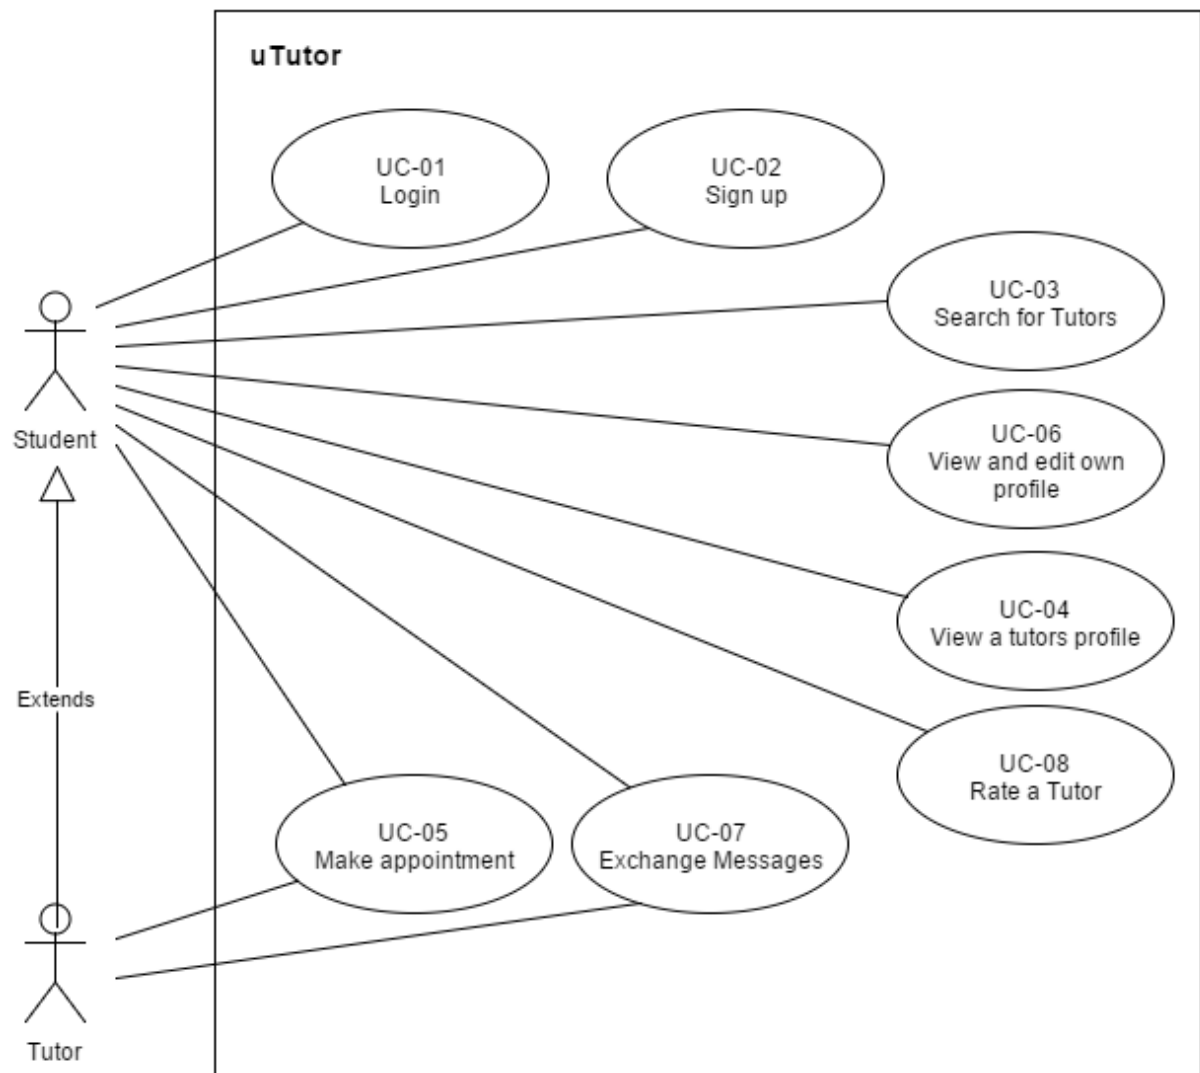 uTutor
UC-01
Login
UC-02
Sign up
UC-03
Search for Tutors
Student
UC-06
View and edit own
profile
UC-04
View a tutors profile
Extends
UC-08
Rate a Tutor
UC-05
Make appointment
UC-07
Exchange Messages
Tutor